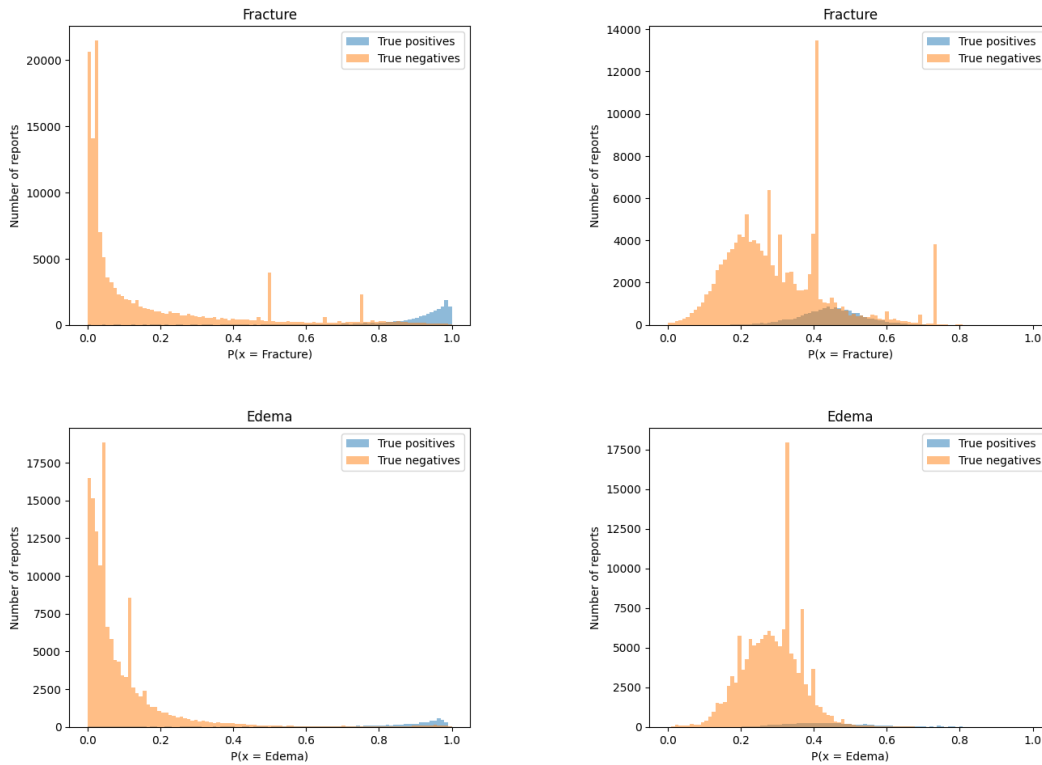 Fracture
Number of reports
20000
15000
10000
5000
0
True positives
True negatives
0.0 0.2 0.4 0.6 0.8 1.0
P(x = Fracture)
Fracture
Number of reports
14000
12000
10000
8000
6000
4000
2000
0
True positives
True negatives
0.0 0.2 0.4 0.6 0.8 1.0
P(x = Fracture)
Edema
Number of reports
17500
15000
12500
10000
7500
5000
2500
0
True positives
True negatives
0.0 0.2 0.4 0.6 0.8 1.0
P(x = Edema)
Edema
Number of reports
17500
15000
12500
10000
7500
5000
2500
0
True positives
True negatives
0.0 0.2 0.4 0.6 0.8 1.0
P(x = Edema)